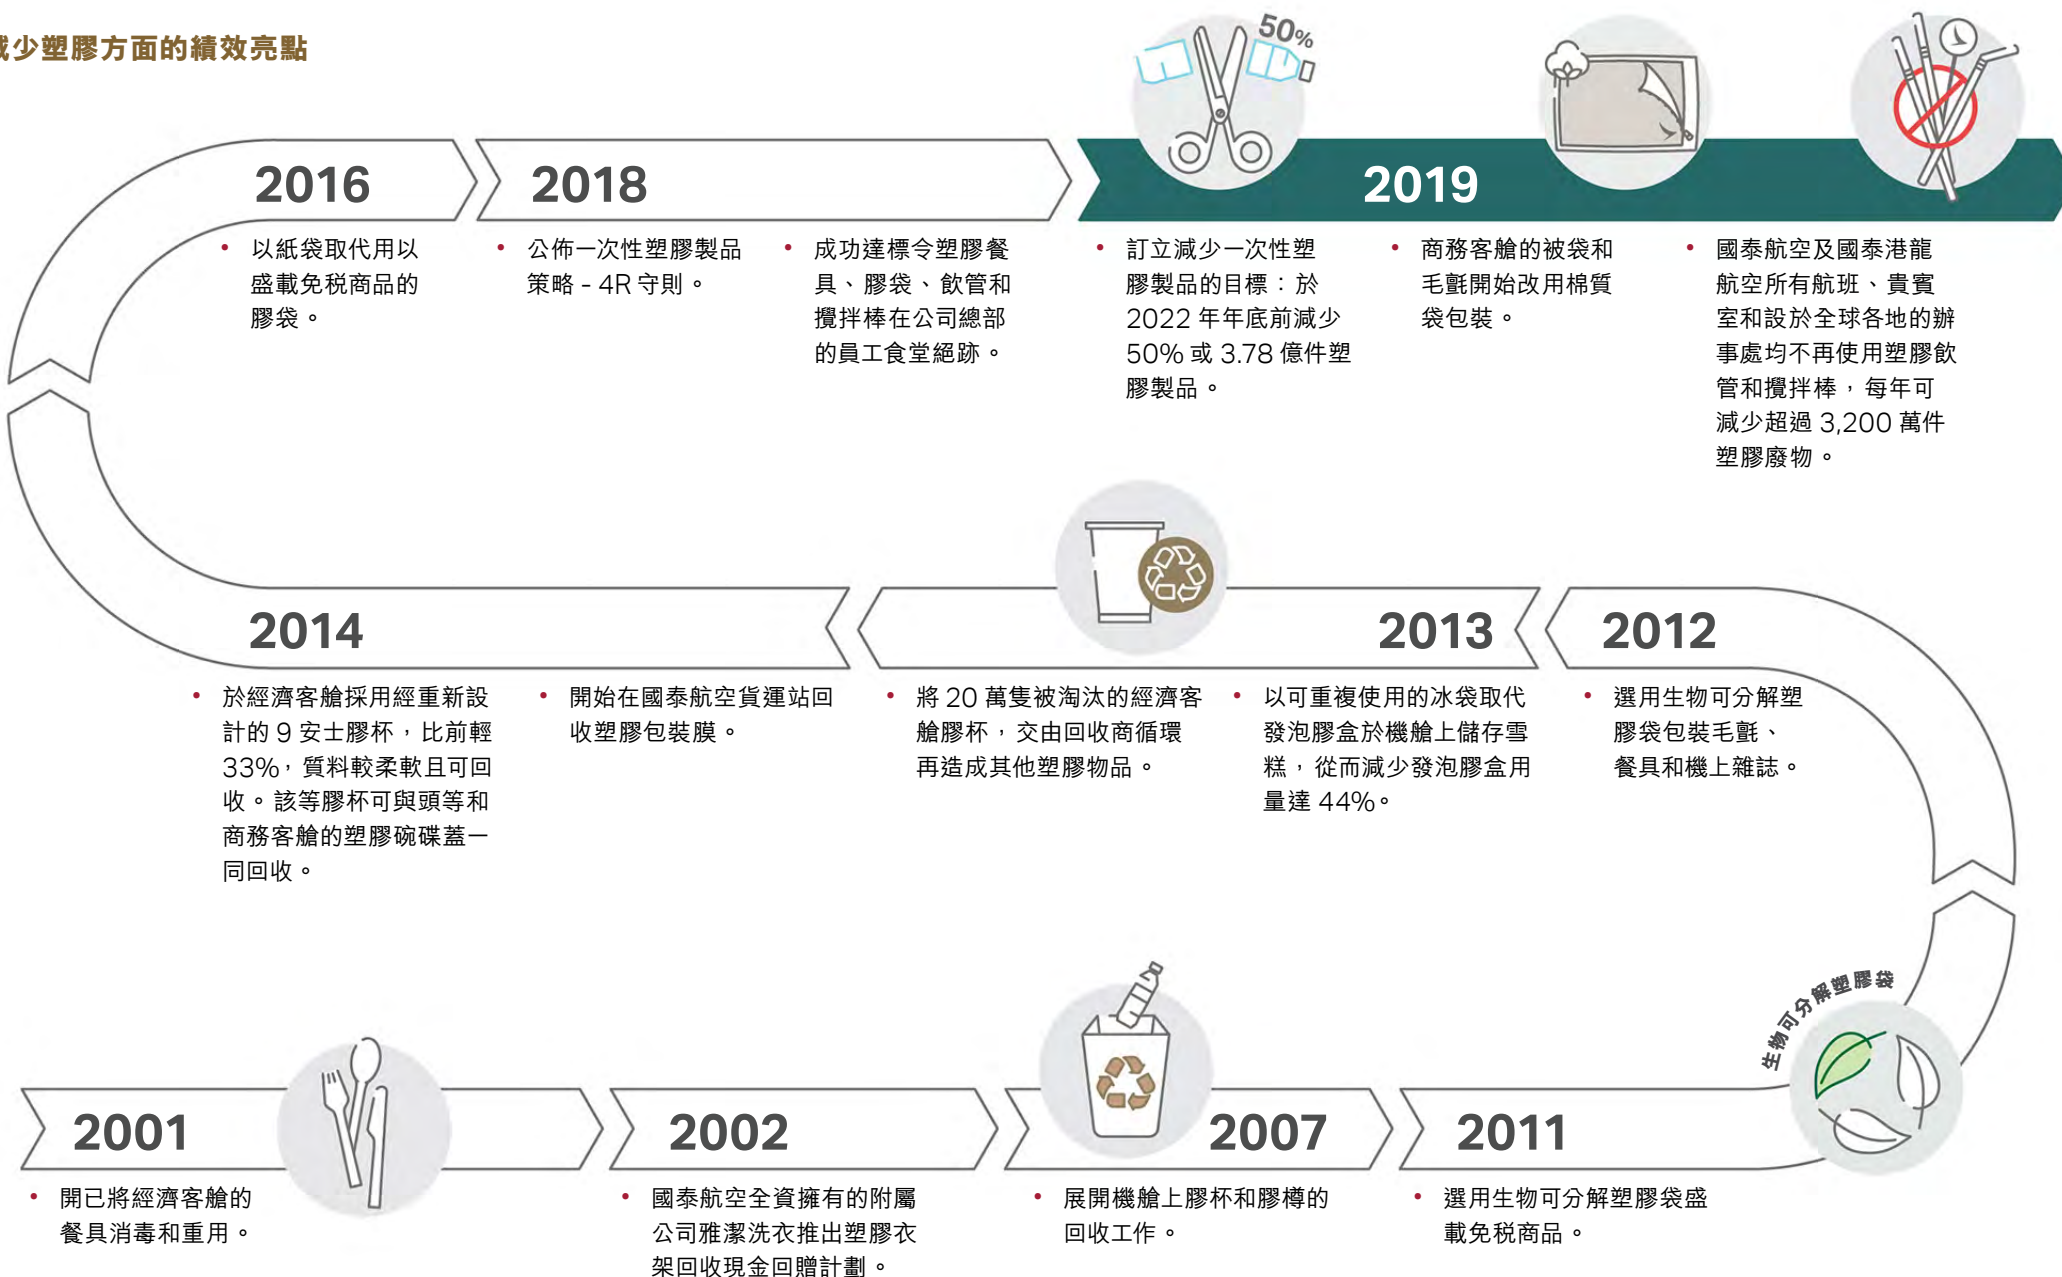 少塑膠方面的績效亮點
50%
2016
以紙袋取代用以
盛載免稅商品的
膠袋。
2018
公佈一次性塑膠製品
策略 - 4R 守則。
成功達標令塑膠餐
具、膠袋、飲管和
攪拌棒在公司總部
的員工食堂絕跡。
2019
訂立減少一次性塑
膠製品的目標：於
2022 年年底前減少
50% 或 3.78 億件塑
膠製品。
商務客艙的被袋和
毛氈開始改用棉質
袋包裝。
國泰航空及國泰港龍
航空所有航班、貴賓
室和設於全球各地的辦
事處均不再使用塑膠飲
管和攪拌棒，每年可
減少超過 3,200 萬件
塑膠廢物。
2014
於經濟客艙採用經重新設
計的 9 安士膠杯，比前輕
33%，質料較柔軟且可回
收。該等膠杯可與頭等和
商務客艙的塑膠碗碟蓋一
同回收。
開始在國泰航空貨運站回
收塑膠包裝膜。
2013
將 20 萬隻被淘汰的經濟客
艙膠杯，交由回收商循環
再造成其他塑膠物品。
以可重複使用的冰袋取代
發泡膠盒於機艙上儲存雪
糕，從而減少發泡膠盒用
量達 44%。
2012
選用生物可分解塑
膠袋包裝毛氈、
餐具和機上雜誌。
生物可分解塑膠袋
2001
開已將經濟客艙的
餐具消毒和重用。
2002
國泰航空全資擁有的附屬
公司雅潔洗衣推出塑膠衣
架回收現金回贈計劃。
2007
展開機艙上膠杯和膠樽的
回收工作。
2011
選用生物可分解塑膠袋盛
載免稅商品。